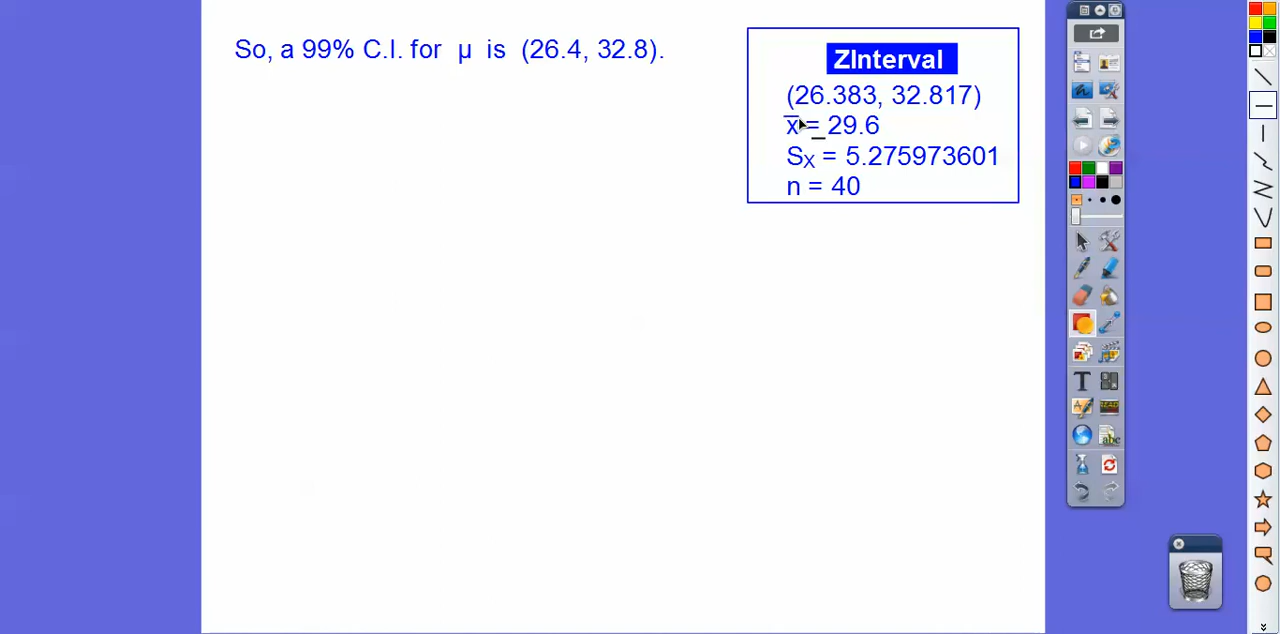 So, a 99% C.I. for μ is (26.4, 32.8).
ZInterval
(26.383, 32.817)
x̄ = 29.6
Sx = 5.275973601
n = 40